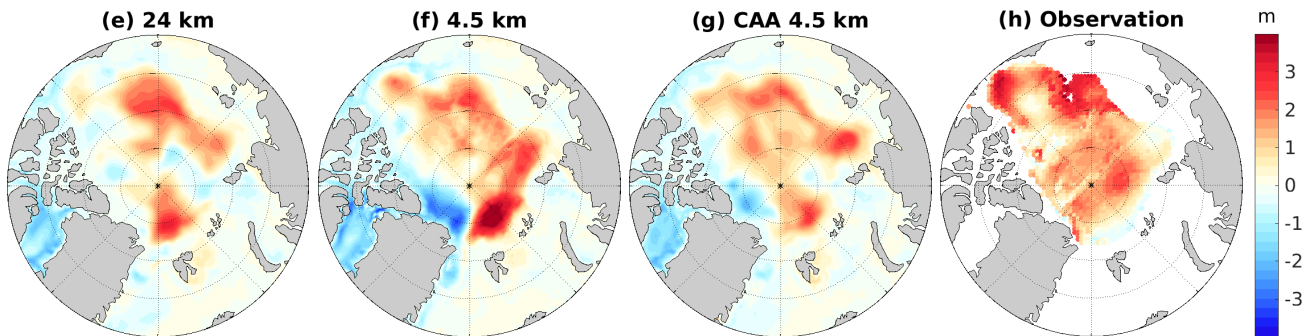 (e) 24 km
(f) 4.5 km
(g) CAA 4.5 km
(h) Observation
m
3
2
1
0
-1
-2
-3